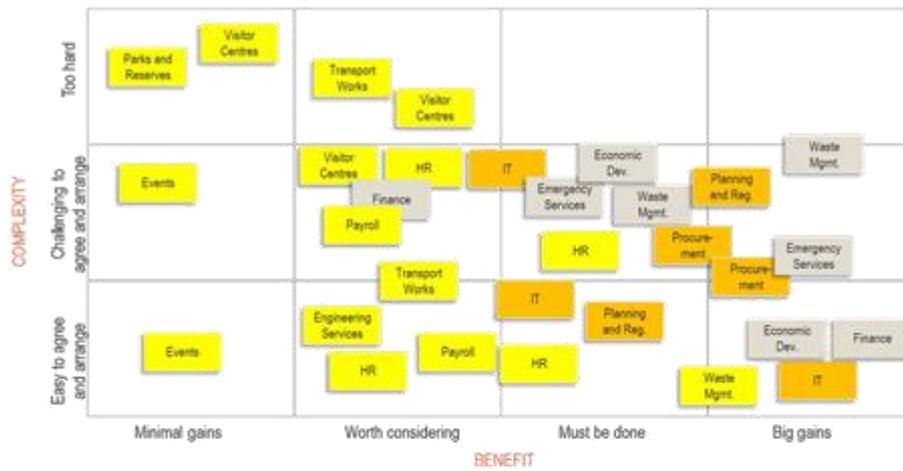 Visitor
Centres
Parks and
Reserves
Too hard
Transport
Works
Visitor
Centres
COMPLEXITY
Challenging to
agree and arrange
Events
Visitor
Centres
HR
IT
Economic
Dev.
Waste
Mgmt.
Finance
Emergency
Services
Waste
Mgmt.
Planning
and Reg.
Payroll
HR
Procure-
ment
Procure-
ment
Emergency
Services
Transport
Works
Easy to agree
and arrange
IT
Engineering
Services
Planning
and Reg.
Economic
Dev.
Finance
Events
HR
Payroll
HR
Waste
Mgmt.
IT
Minimal gains
Worth considering
Must be done
Big gains
BENEFIT